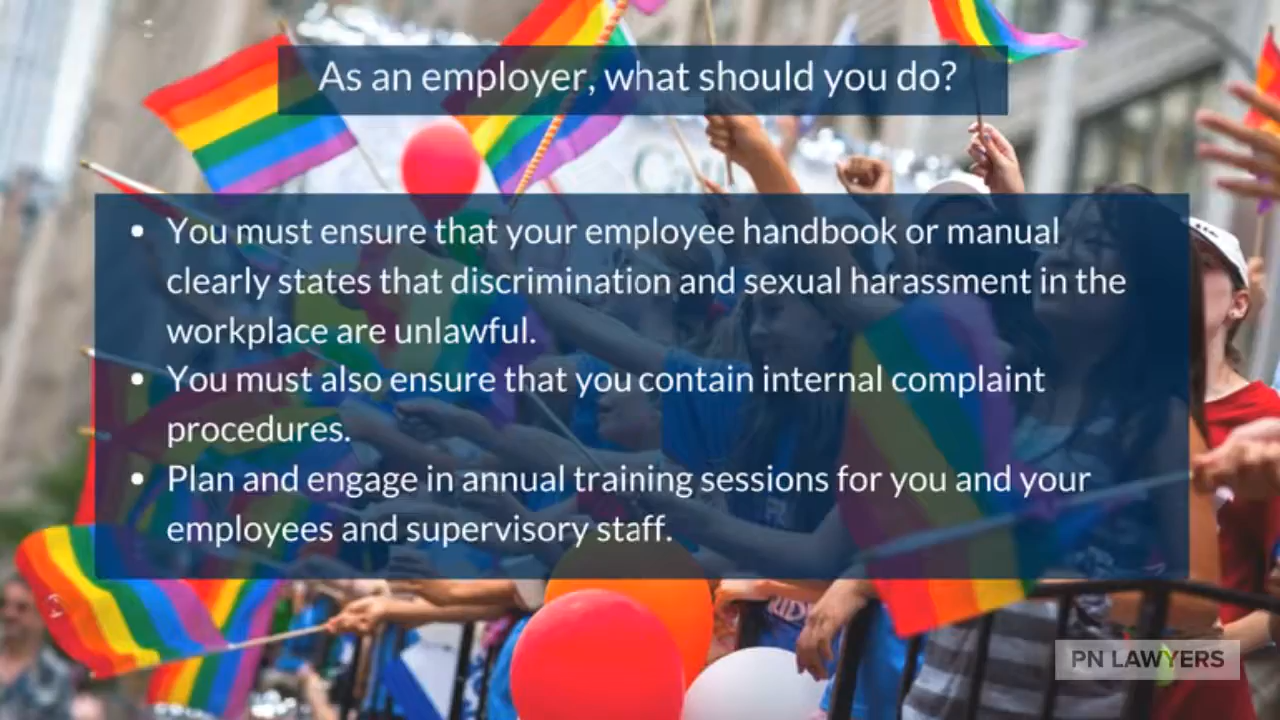 As an employer, what should you do?
• You must ensure that your employee handbook or manual
clearly states that discrimination and sexual harassment in the
workplace are unlawful.
• You must also ensure that you contain internal complaint
procedures.
• Plan and engage in annual training sessions for you and your
employees and supervisory staff.
PN LAWYERS